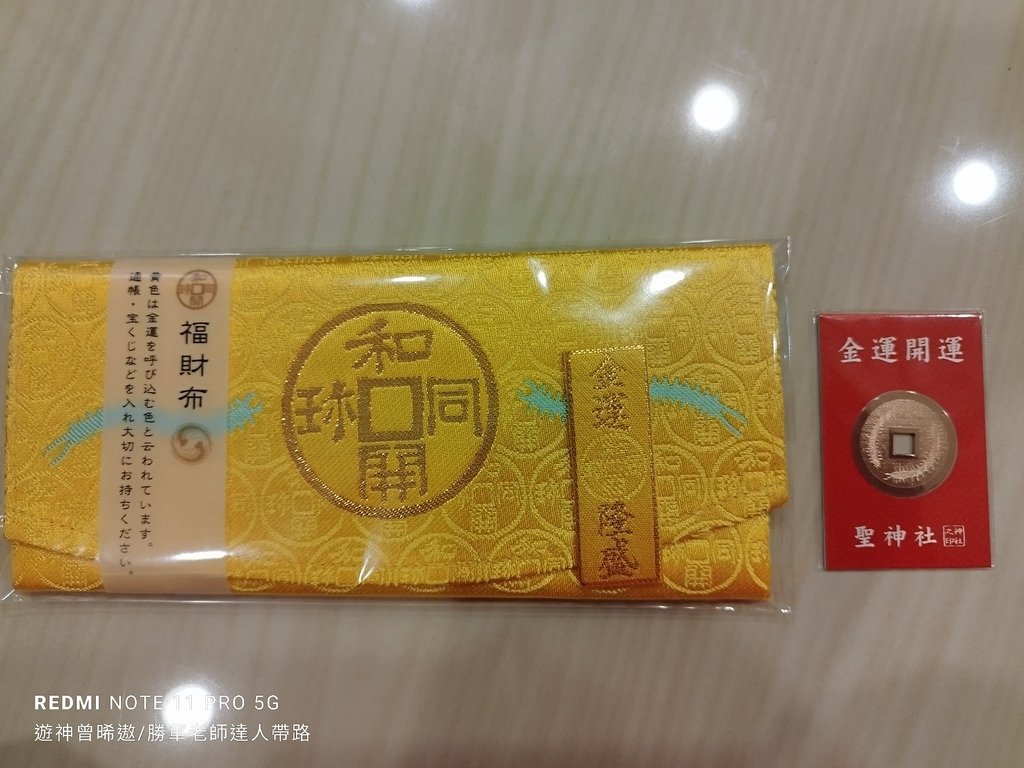 和
同
開
珎
福財布
黄色は金運を呼び込む色と云われています。
通帳・宝くじなどを入れ大切にお持ちください。
和
同
開
珎
金運
隆盛
金運開運
聖神社
神社
之印
REDMI NOTE 11 PRO 5G
遊神曾晞遨/勝軍老師達人帶路